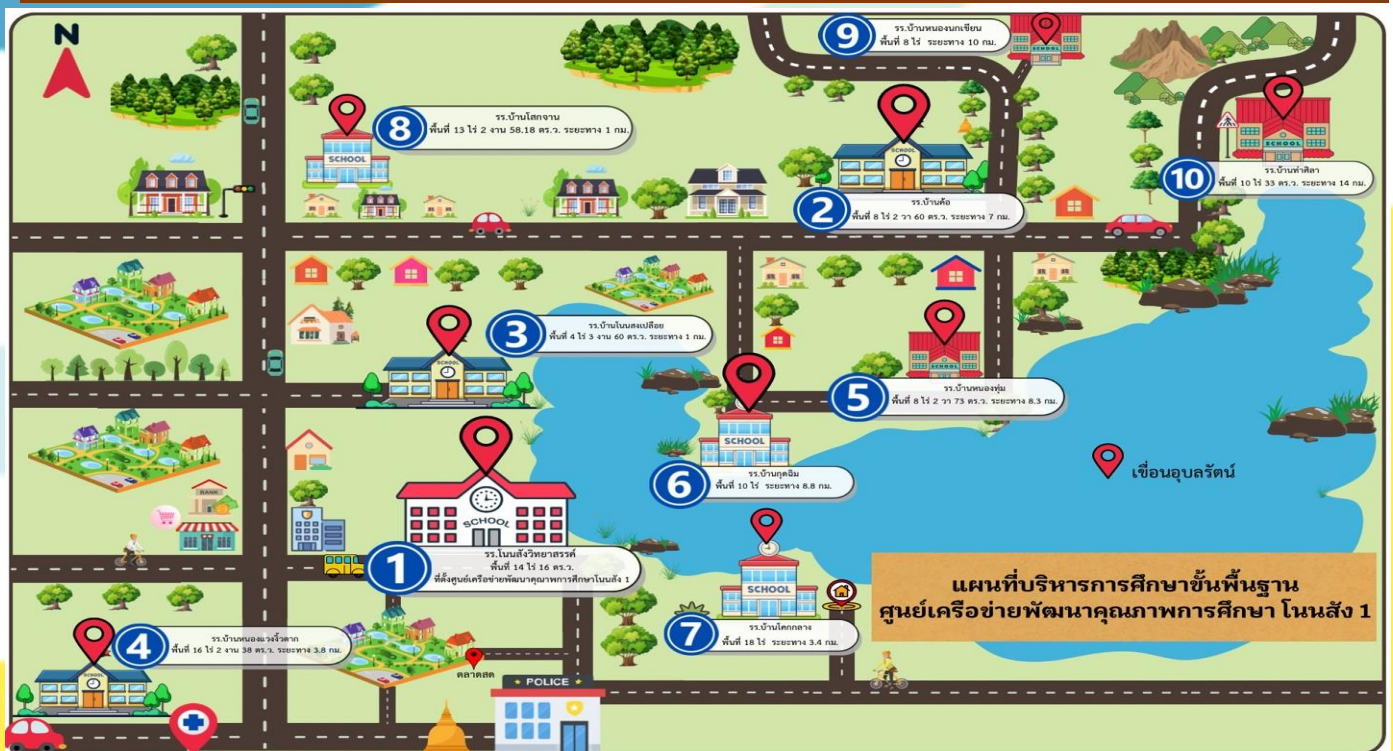 N
9
รร.บ้านหนองนกเขียน
พื้นที่ 8 ไร่ ระยะทาง 10 กม.
SCHOOL
8
รร.บ้านโสกจาน
พื้นที่ 13 ไร่ 2 งาน 58.18 ตร.ว. ระยะทาง 1 กม.
SCHOOL
SCHOOL
2
รร.บ้านค้อ
พื้นที่ 8 ไร่ 2 วา 60 ตร.ว. ระยะทาง 7 กม.
SCHOOL
10
รร.บ้านท่าศิลา
พื้นที่ 10 ไร่ 33 ตร.ว. ระยะทาง 14 กม.
3
รร.บ้านโนนสงเปลือย
พื้นที่ 4 ไร่ 3 งาน 60 ตร.ว. ระยะทาง 1 กม.
SCHOOL
SCHOOL
5
รร.บ้านหนองทุ่ม
พื้นที่ 8 ไร่ 2 วา 73 ตร.ว. ระยะทาง 8.3 กม.
SCHOOL
6
รร.บ้านกุดฉิม
พื้นที่ 10 ไร่ ระยะทาง 8.8 กม.
เขื่อนอุบลรัตน์
BANK
SCHOOL
1
รร.โนนสังวิทยาสรรค์
พื้นที่ 14 ไร่ 16 ตร.ว.
ที่ตั้งศูนย์เครือข่ายพัฒนาคุณาพการศึกษาโนนสัง 1
SCHOOL
7
รร.บ้านโคกกลาง
พื้นที่ 18 ไร่ ระยะทาง 3.4 กม.
แผนที่บริหารการศึกษาขั้นพื้นฐาน
ศูนย์เครือข่ายพัฒนาคุณภาพการศึกษา โนนสัง 1
4
รร.บ้านหนองแวงงิ้วตาก
พื้นที่ 16 ไร่ 2 งาน 38 ตร.ว. ระยะทาง 3.8 กม.
SCHOOL
ตลาดสด
POLICE